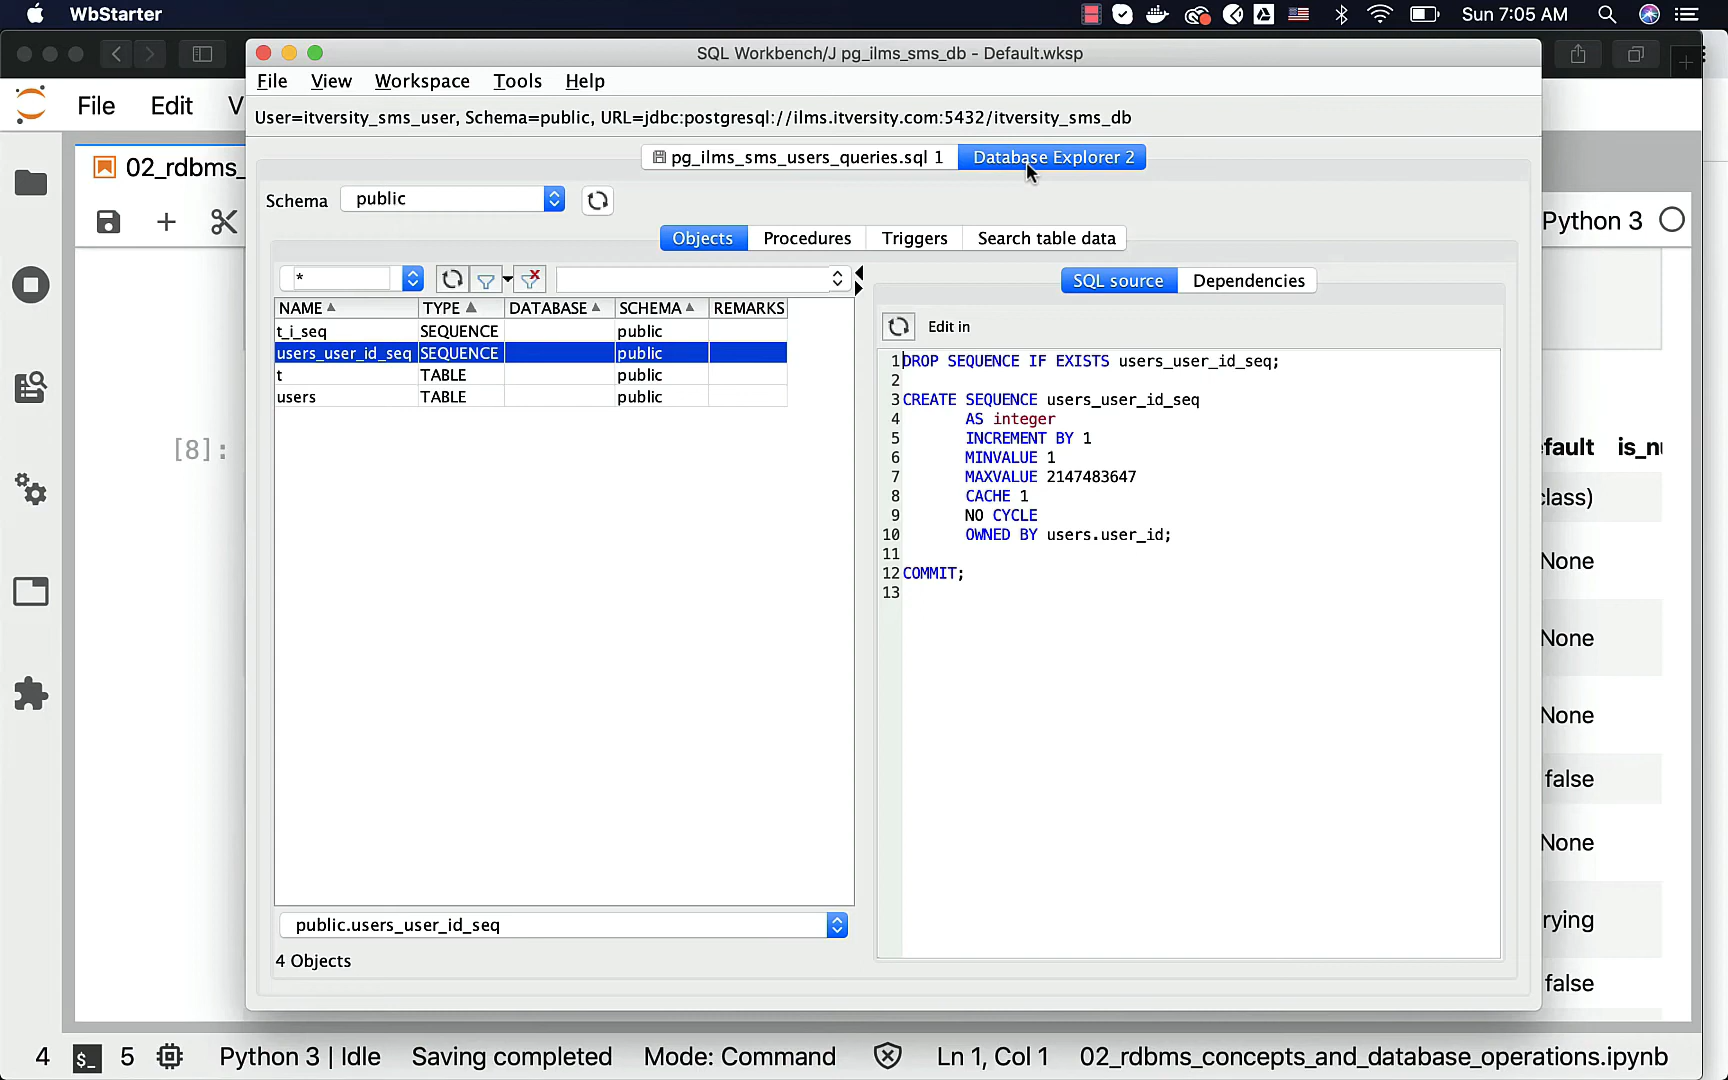 WbStarter
Sun 7:05 AM
SQL Workbench/J pg_ilms_sms_db - Default.wksp
File View Workspace Tools Help
File Edit V
User=itversity_sms_user, Schema=public, URL=jdbc:postgresql://ilms.itversity.com:5432/itversity_sms_db
02_rdbms_
pg_ilms_sms_users_queries.sql 1
Database Explorer 2
Schema
public
Python 3
Objects
Procedures
Triggers
Search table data
*
SQL source
Dependencies
NAME TYPE DATABASE SCHEMA REMARKS
t_i_seq SEQUENCE public
users_user_id_seq SEQUENCE public
t TABLE public
users TABLE public
Edit in
1 DROP SEQUENCE IF EXISTS users_user_id_seq;
2
3 CREATE SEQUENCE users_user_id_seq
4 AS integer
5 INCREMENT BY 1
6 MINVALUE 1
7 MAXVALUE 2147483647
8 CACHE 1
9 NO CYCLE
10 OWNED BY users.user_id;
11
12 COMMIT;
13
[8]:
fault is_nu
class)
None
None
None
false
None
rying
false
public.users_user_id_seq
4 Objects
4 $_ 5 Python 3 | Idle Saving completed Mode: Command Ln 1, Col 1 02_rdbms_concepts_and_database_operations.ipynb